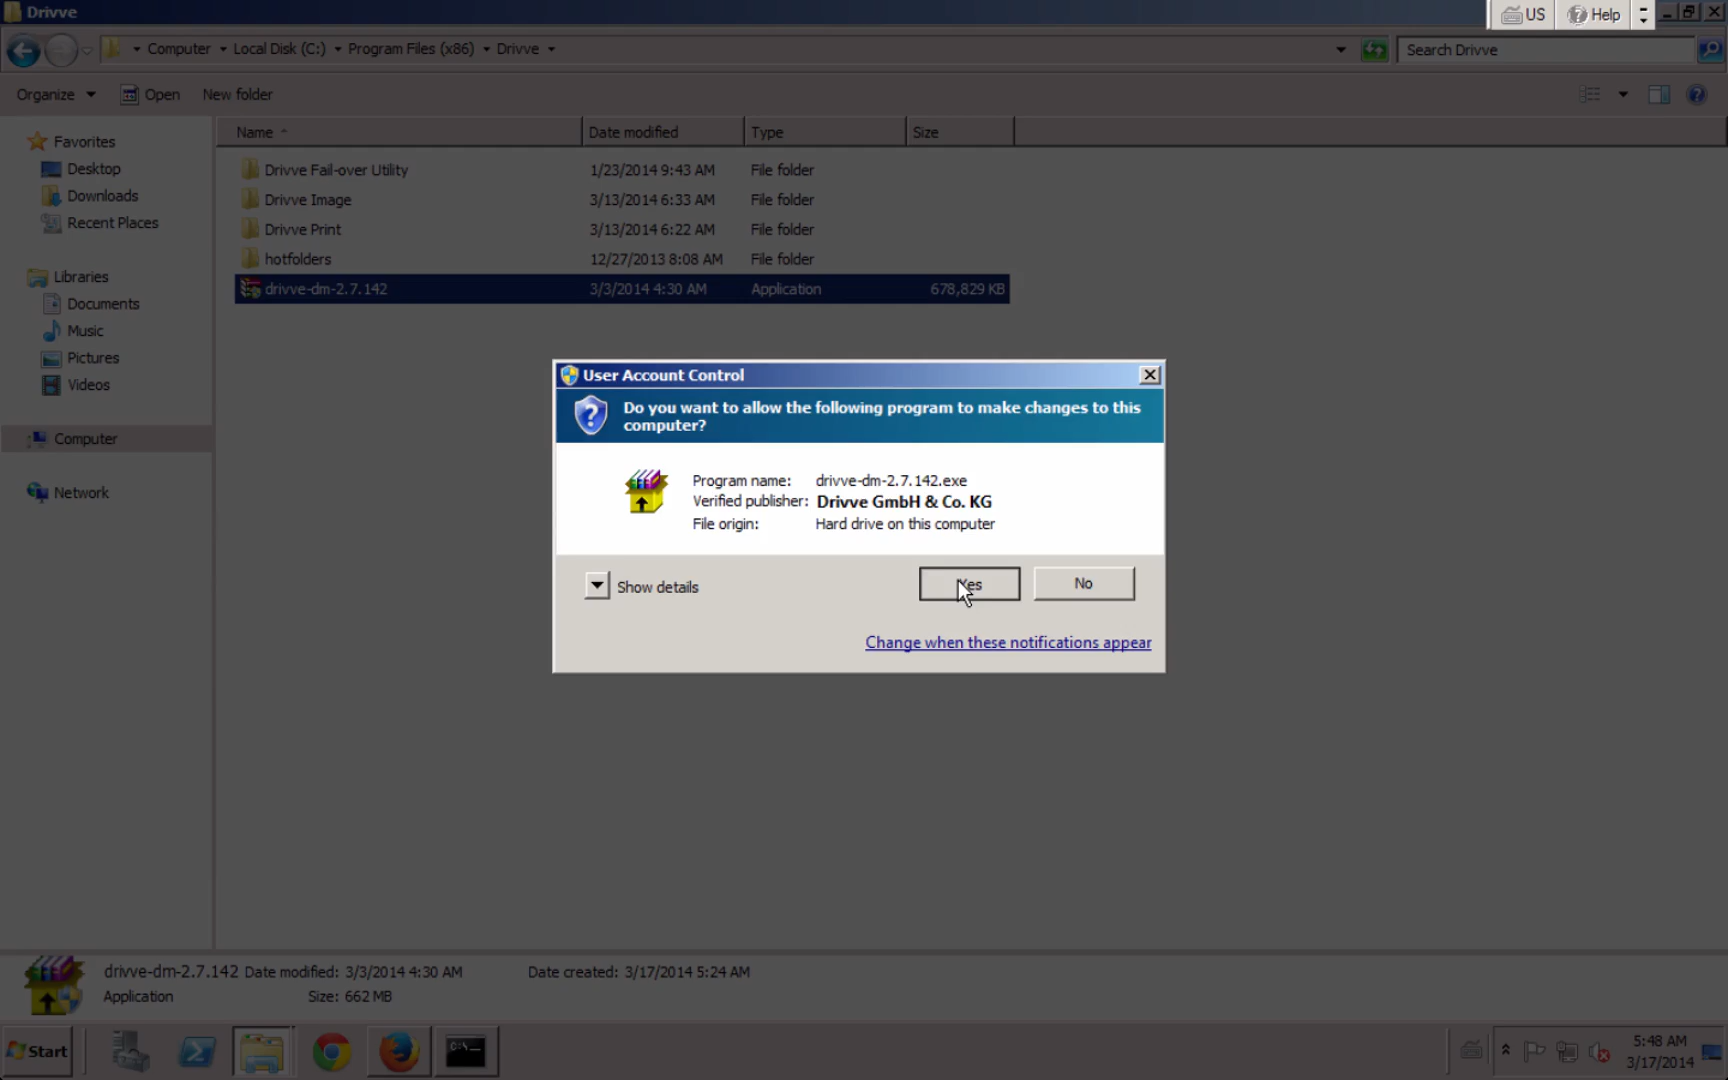 Drivve
US
Help
Computer
Local Disk (C:)
Program Files (x86)
Drivve
Search Drivve
Organize
Open
New folder
Name
Date modified
Type
Size
Favorites
Desktop
Downloads
Recent Places
Libraries
Documents
Music
Pictures
Videos
Computer
Network
Drivve Fail-over Utility 1/23/2014 9:43 AM File folder
Drivve Image 3/13/2014 6:33 AM File folder
Drivve Print 3/13/2014 6:22 AM File folder
hotfolders 12/27/2013 8:08 AM File folder
drivve-dm-2.7.142 3/3/2014 4:30 AM Application 678,829 KB
User Account Control
Do you want to allow the following program to make changes to this
computer?
Program name: drivve-dm-2.7.142.exe
Verified publisher: Drivve GmbH & Co. KG
File origin: Hard drive on this computer
Show details
Yes
No
Change when these notifications appear
drivve-dm-2.7.142 Date modified: 3/3/2014 4:30 AM Date created: 3/17/2014 5:24 AM
Application Size: 662 MB
Start
C:\
5:48 AM
3/17/2014